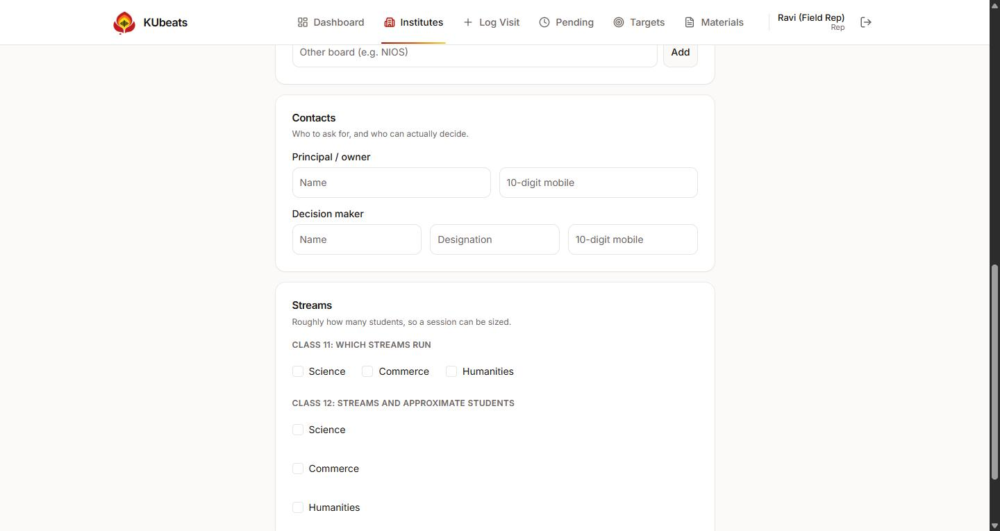 KUbeats
Dashboard
Institutes
Log Visit
Pending
Targets
Materials
Ravi (Field Rep)
Rep
Other board (e.g. NIOS)
Add
Contacts
Who to ask for, and who can actually decide.
Principal / owner
Name
10-digit mobile
Decision maker
Name
Designation
10-digit mobile
Streams
Roughly how many students, so a session can be sized.
CLASS 11: WHICH STREAMS RUN
Science
Commerce
Humanities
CLASS 12: STREAMS AND APPROXIMATE STUDENTS
Science
Commerce
Humanities